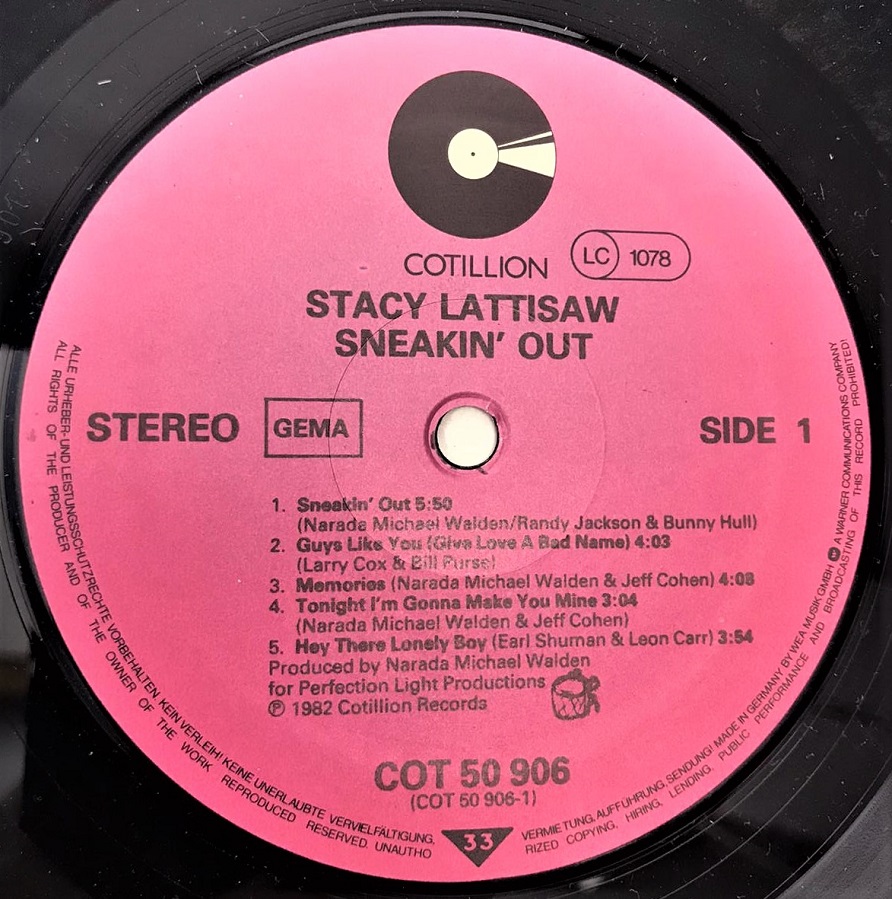 COTILLION
LC 1078
STACY LATTISAW
SNEAKIN' OUT
STEREO
GEMA
SIDE 1
1. Sneakin' Out 5:50
(Narada Michael Walden/Randy Jackson & Bunny Hull)
2. Guys Like You (Give Love A Bad Name) 4:03
(Larry Cox & Bill Purse)
3. Memories (Narada Michael Walden & Jeff Cohen) 4:08
4. Tonight I'm Gonna Make You Mine 3:04
(Narada Michael Walden & Jeff Cohen)
5. Hey There Lonely Boy (Earl Shuman & Leon Carr) 3:54
Produced by Narada Michael Walden
for Perfection Light Productions
℗ 1982 Cotillion Records
COT 50 906
(COT 50 906-1)
33
ALLE URHEBER- UND LEISTUNGSSCHUTZRECHTE VORBEHALTEN. KEIN VERLEIH! KEINE UNERLAUBTE VERVIELFÄLTIGUNG, VERMIETUNG, AUFFÜHRUNG, SENDUNG! MADE IN GERMANY BY WEA MUSIK GMBH A WARNER COMMUNICATIONS COMPANY
ALL RIGHTS OF THE PRODUCER AND OF THE OWNER OF THE WORK REPRODUCED RESERVED. UNAUTHORIZED COPYING, HIRING, LENDING, PUBLIC PERFORMANCE AND BROADCASTING OF THIS RECORD PROHIBITED!